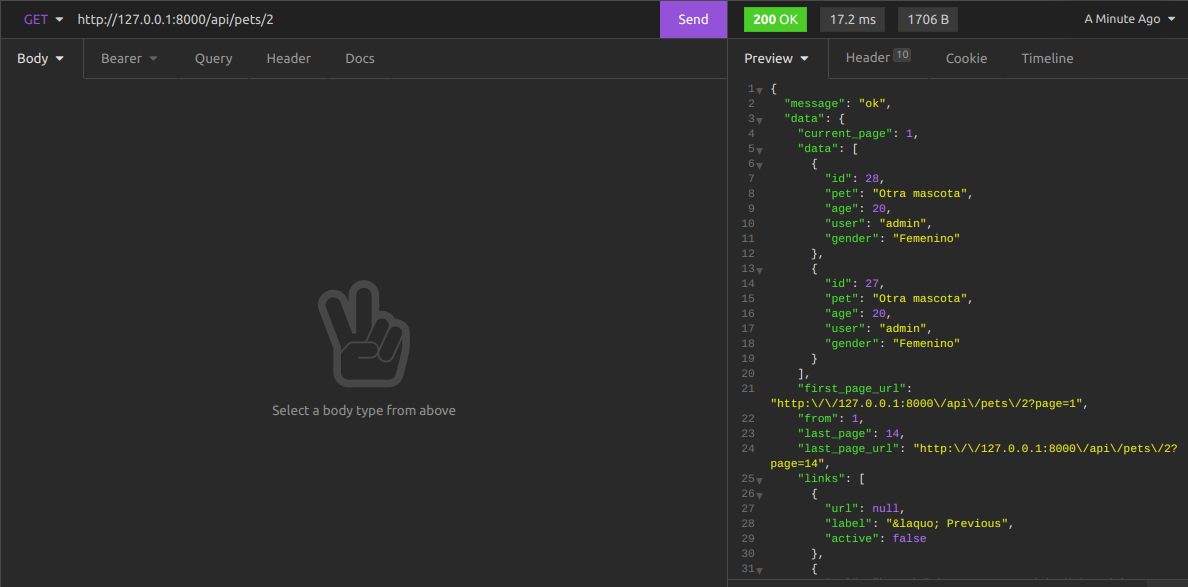 GET http://127.0.0.1:8000/api/pets/2 Send 200 OK 17.2 ms 1706 B A Minute Ago
Body Bearer Query Header Docs Preview Header 10 Cookie Timeline
1 {
2 "message": "ok",
3 "data": {
4 "current_page": 1,
5 "data": [
6 {
7 "id": 28,
8 "pet": "Otra mascota",
9 "age": 20,
10 "user": "admin",
11 "gender": "Femenino"
12 },
13 {
14 "id": 27,
15 "pet": "Otra mascota",
16 "age": 20,
17 "user": "admin",
18 "gender": "Femenino"
19 }
20 ],
21 "first_page_url":
"http:\/\/127.0.0.1:8000\/api\/pets\/2?page=1",
22 "from": 1,
23 "last_page": 14,
24 "last_page_url": "http:\/\/127.0.0.1:8000\/api\/pets\/2?
page=14",
25 "links": [
26 {
27 "url": null,
28 "label": "&laquo; Previous",
29 "active": false
30 },
31 {
Select a body type from above